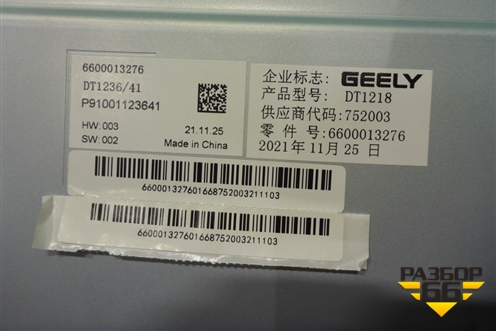 6600013276
DT1236/41
P91001123641
HW: 003
SW: 002
21.11.25
Made in China
企业标志: GEELY
产品型号: DT1218
供应商代码: 752003
零 件 号: 6600013276
2021年 11月 25 日
660001327601668752003211103
660001327601668752003211103
РАЗБОР
66